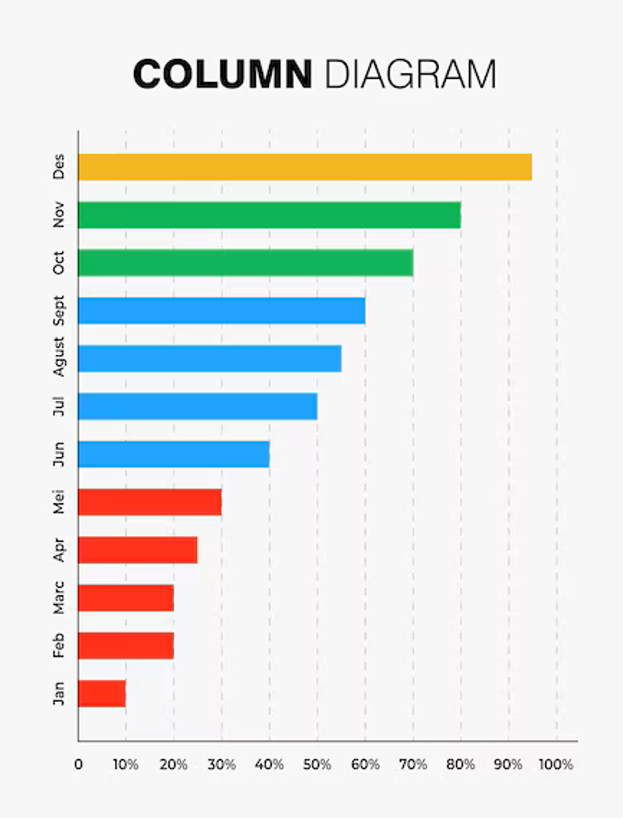 COLUMN DIAGRAM
Des
Nov
Oct
Sept
Agust
Jul
Jun
Mei
Apr
Marc
Feb
Jan
0 10% 20% 30% 40% 50% 60% 70% 80% 90% 100%